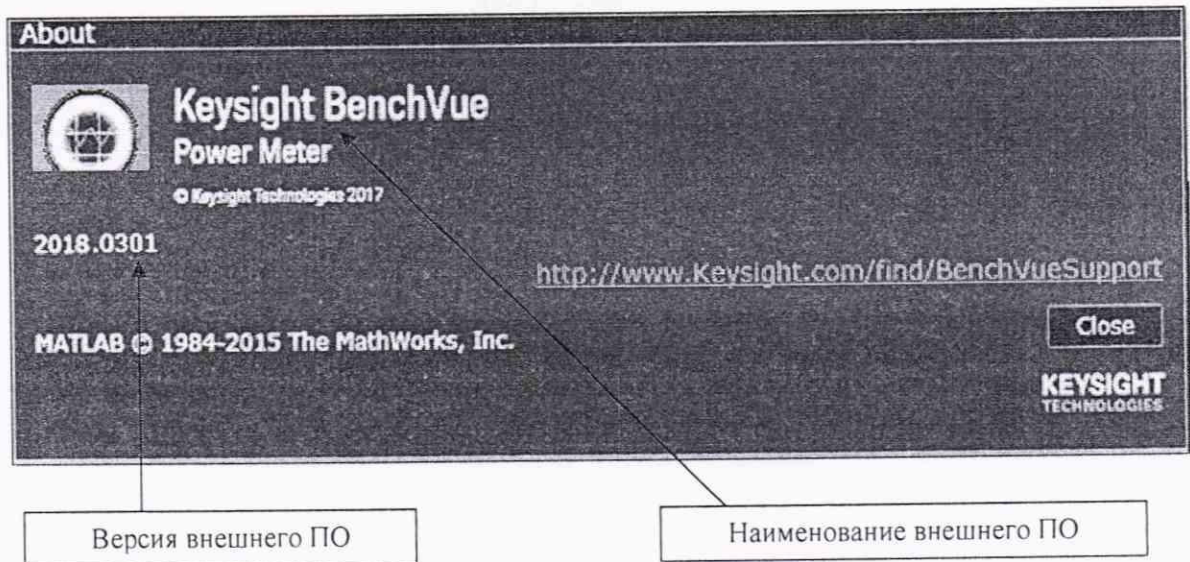 About
Keysight BenchVue
Power Meter
© Keysight Technologies 2017
2018.0301
http://www.Keysight.com/find/BenchVueSupport
MATLAB © 1984-2015 The MathWorks, Inc.
Close
KEYSIGHT
TECHNOLOGIES
Версия внешнего ПО
Наименование внешнего ПО